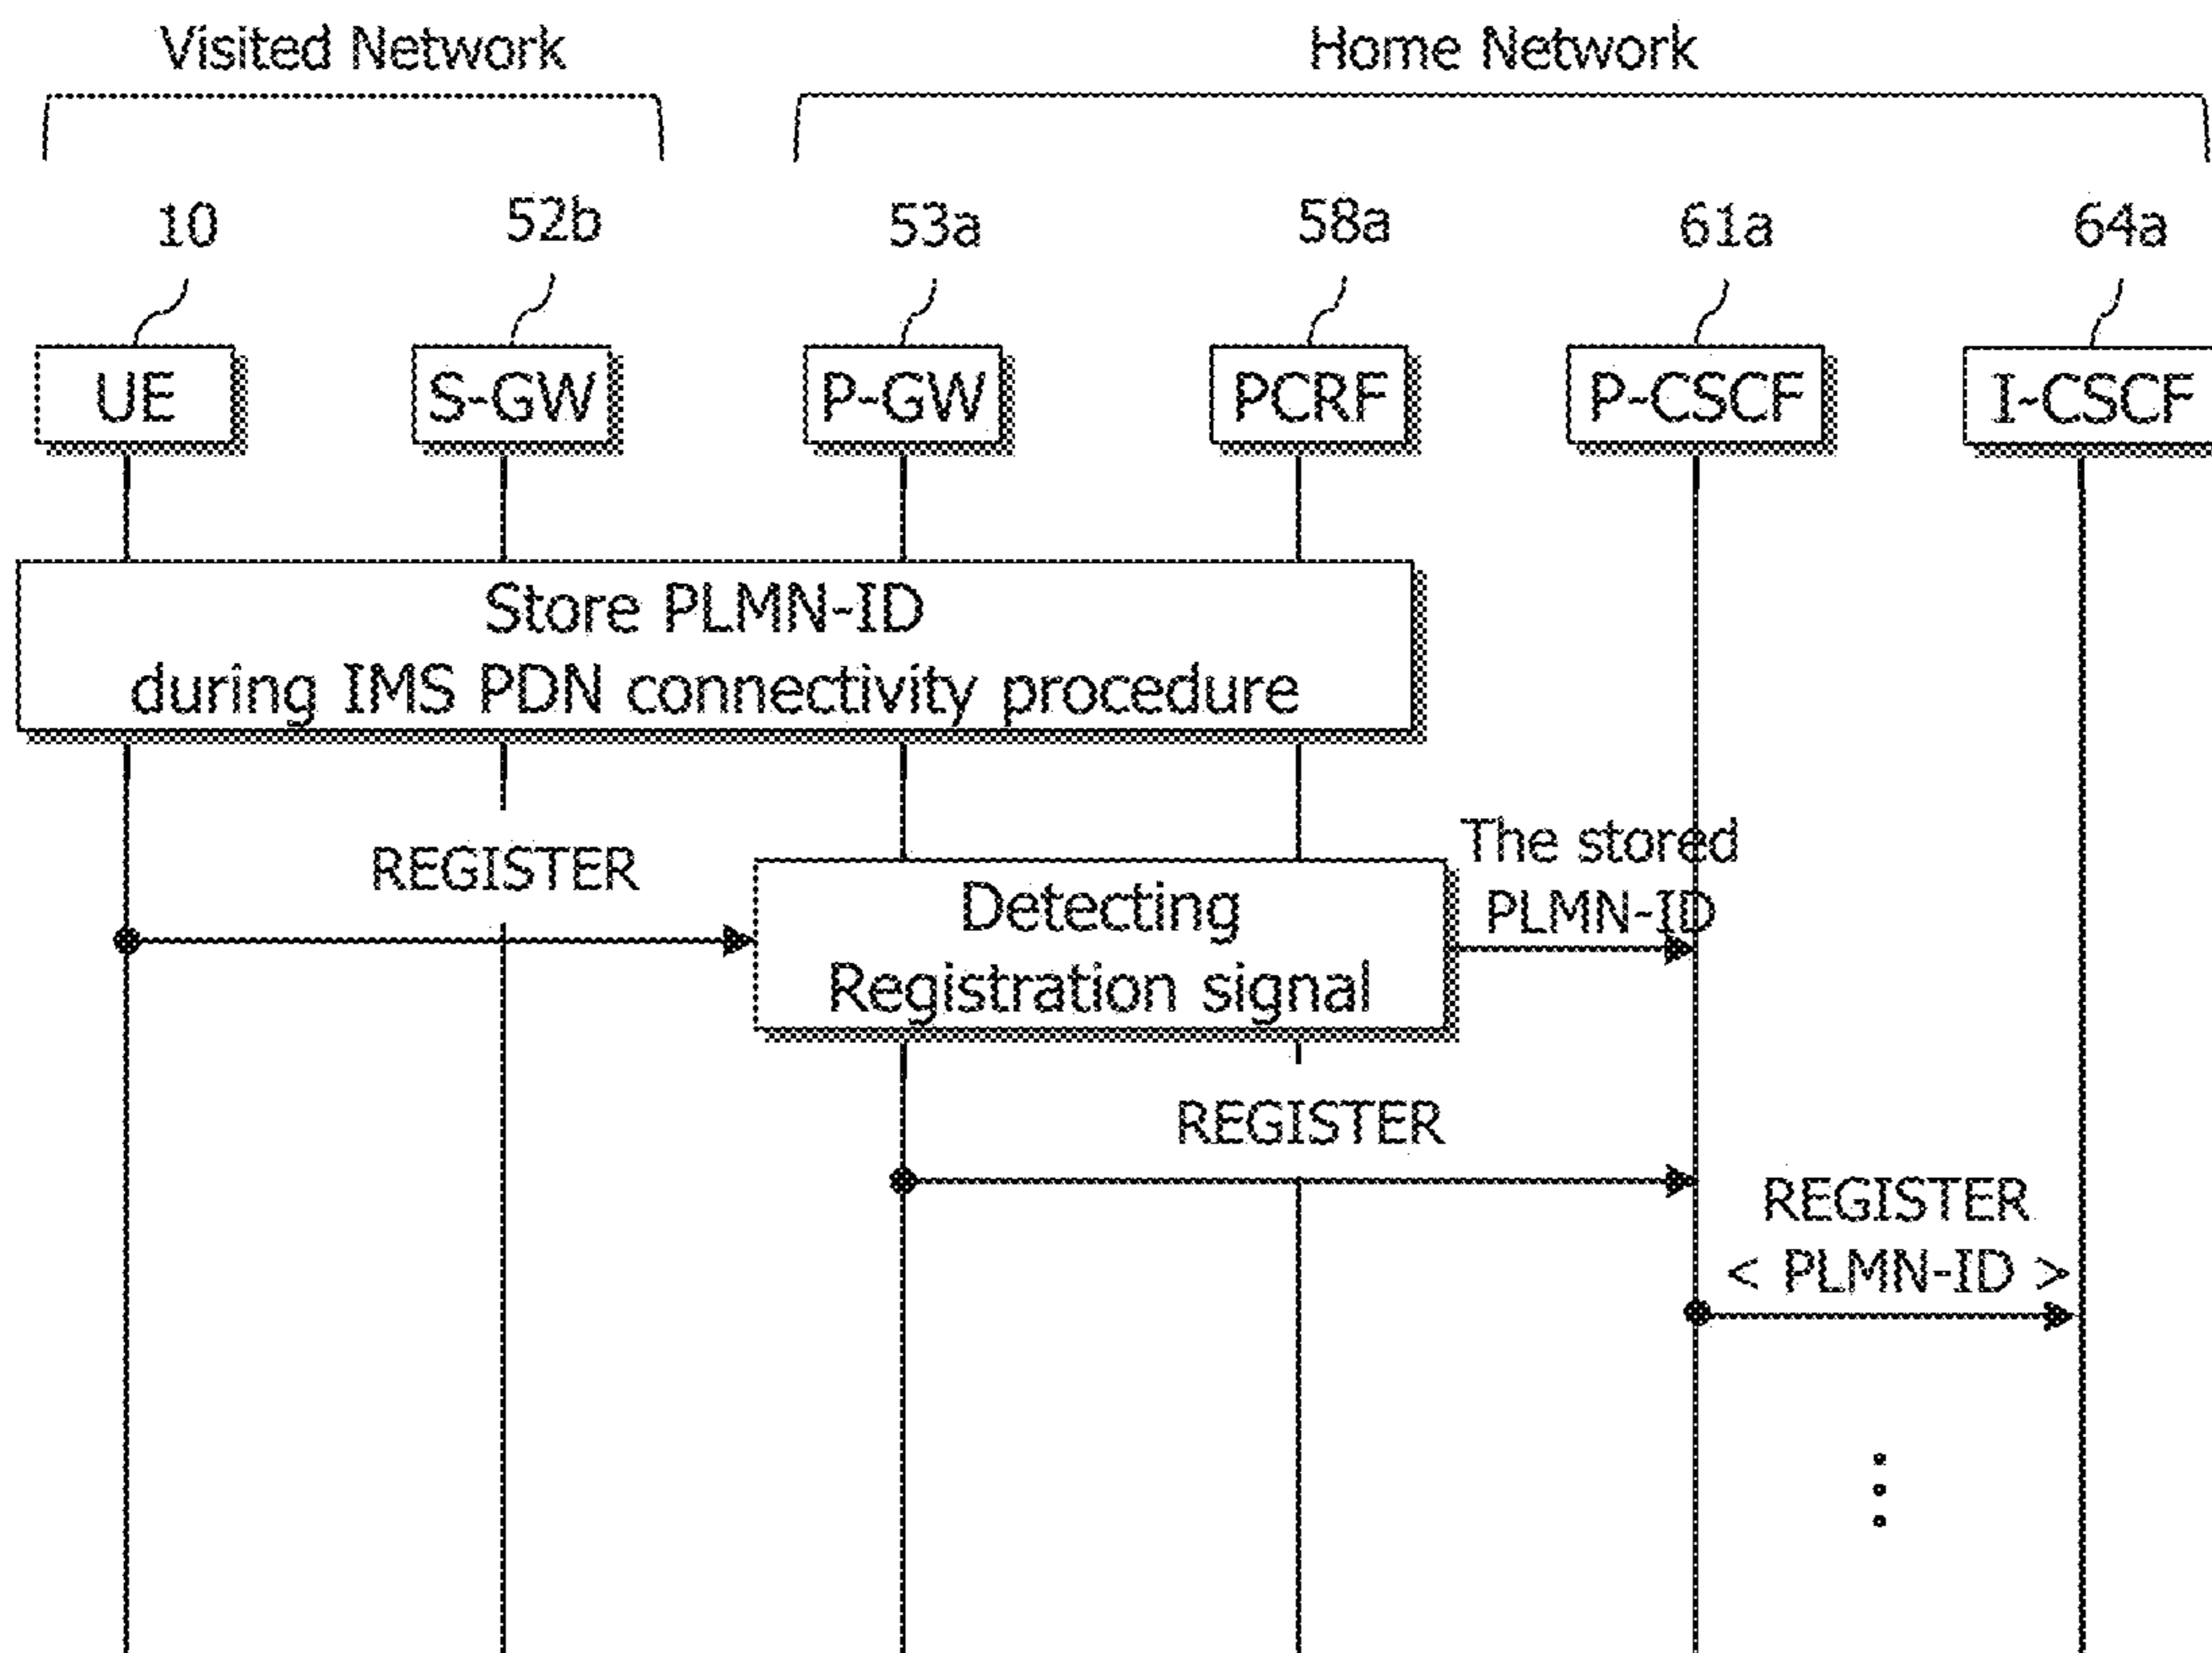 Visited Network
Home Network
10
52b
53a
58a
61a
64a
UE
S-GW
P-GW
PCRF
P-CSCF
I-CSCF
Store PLMN-ID
during IMS PDN connectivity procedure
REGISTER
Detecting
Registration signal
The stored
PLMN-ID
REGISTER
REGISTER
< PLMN-ID >